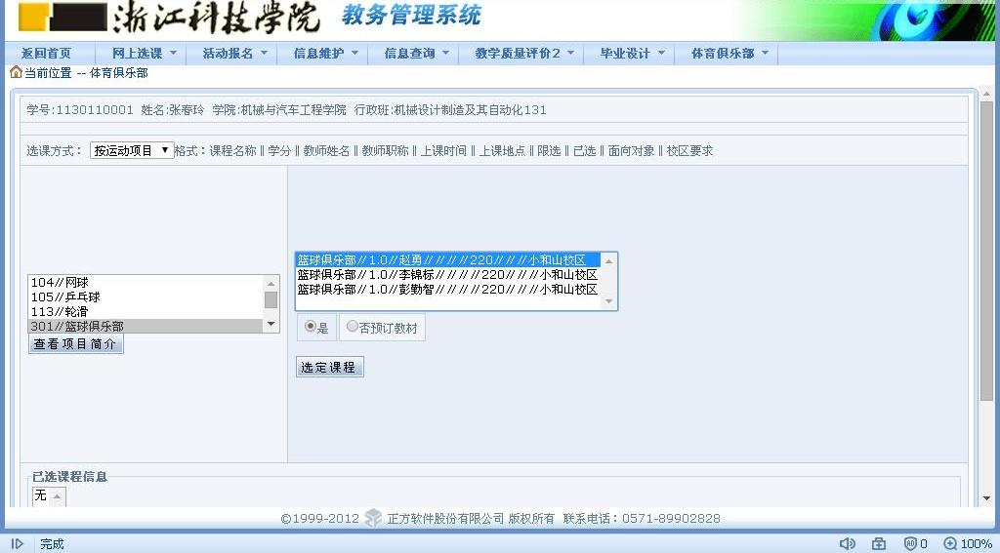 浙江科技学院 教务管理系统
返回首页 网上选课 活动报名 信息维护 信息查询 教学质量评价2 毕业设计 体育俱乐部
当前位置 -- 体育俱乐部
学号:1130110001 姓名:张春玲 学院:机械与汽车工程学院 行政班:机械设计制造及其自动化131
选课方式： 按运动项目 格式：课程名称‖学分‖教师姓名‖教师职称‖上课时间‖上课地点‖限选‖已选‖面向对象‖校区要求
篮球俱乐部//1.0//赵勇////////220//////小和山校区
篮球俱乐部//1.0//李锦标////////220//////小和山校区
篮球俱乐部//1.0//彭勤智////////220//////小和山校区
104//网球
105//乒乓球
113//轮滑
301//篮球俱乐部
是 否预订教材
查看项目简介
选定课程
已选课程信息
无
©1999-2012 正方软件股份有限公司 版权所有 联系电话：0571-89902828
完成 0 100%